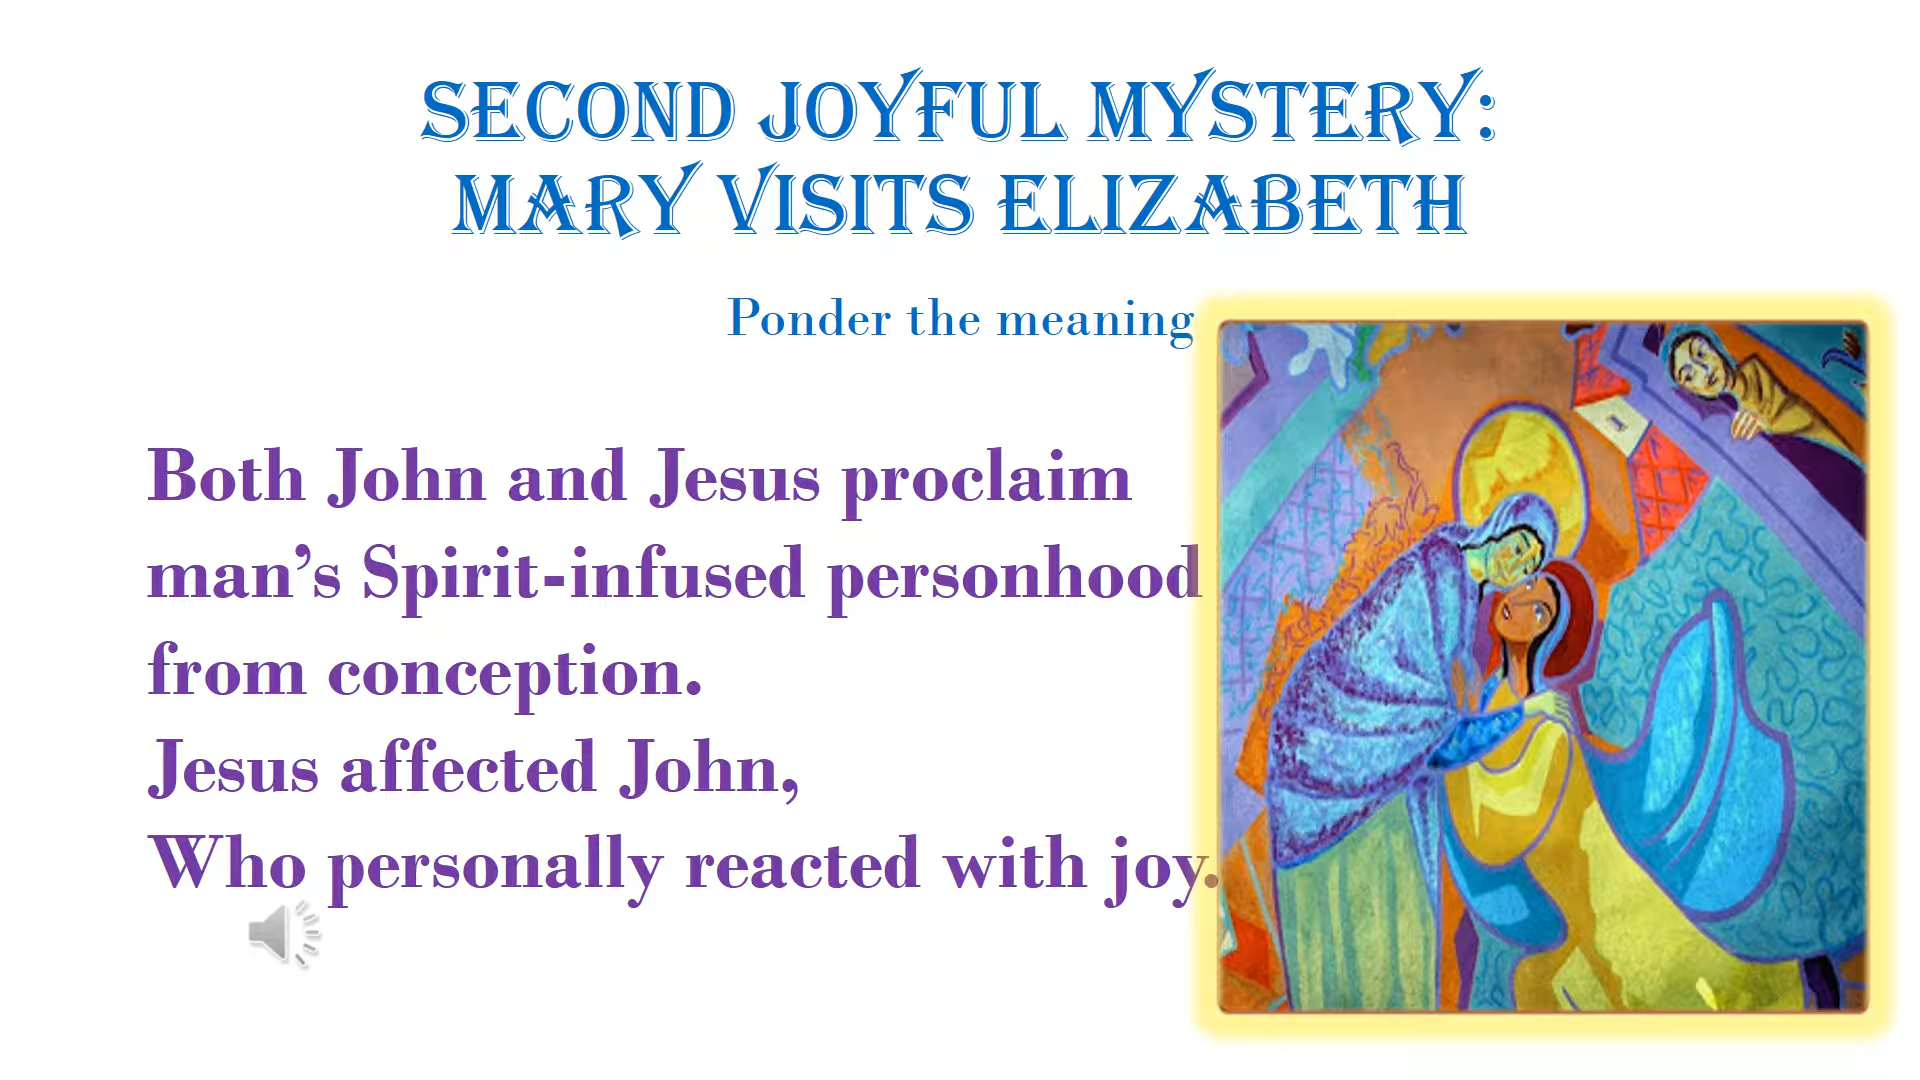 SECOND JOYFUL MYSTERY:
MARY VISITS ELIZABETH
Ponder the meaning
Both John and Jesus proclaim
man’s Spirit-infused personhood
from conception.
Jesus affected John,
Who personally reacted with joy.